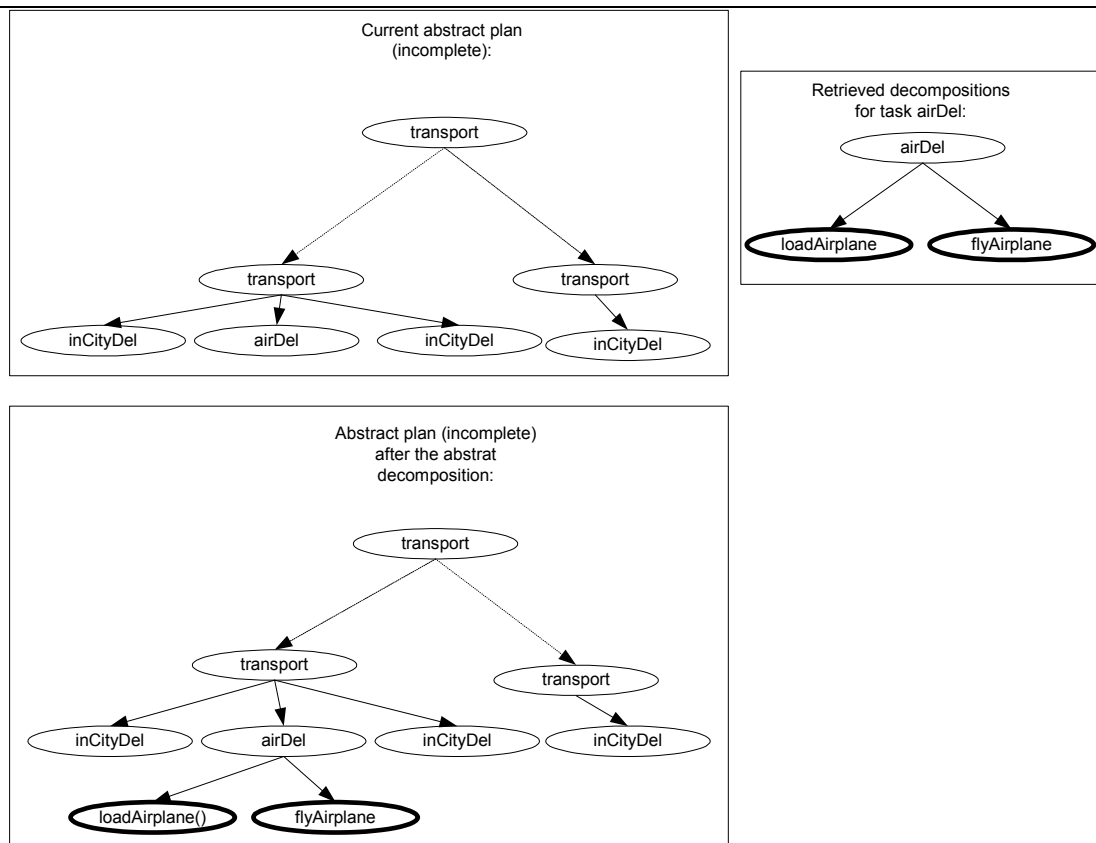 Current abstract plan
(incomplete):
transport
transport
transport
inCityDel
airDel
inCityDel
inCityDel
Retrieved decompositions
for task airDel:
airDel
loadAirplane
flyAirplane
Abstract plan (incomplete)
after the abstrat
decomposition:
transport
transport
transport
inCityDel
airDel
inCityDel
inCityDel
loadAirplane()
flyAirplane